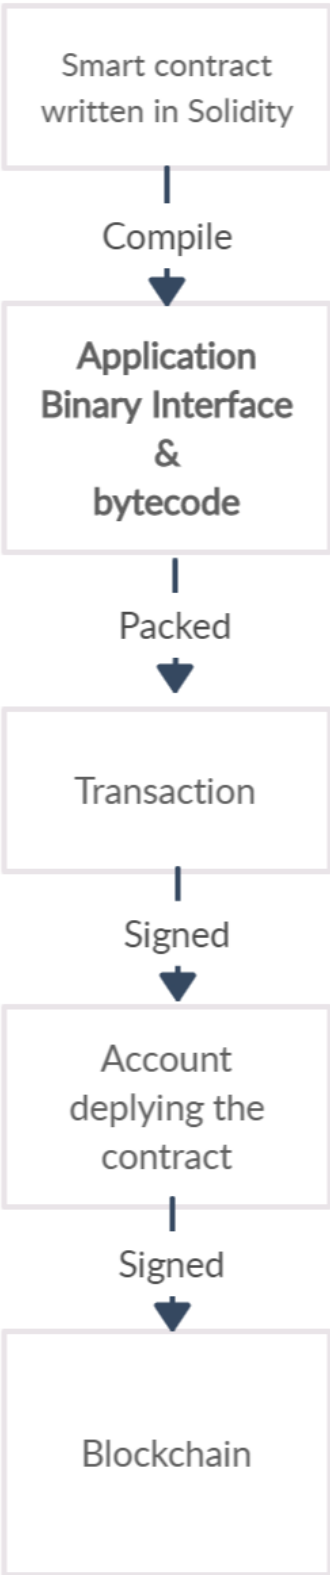 Smart contract
written in Solidity
Compile
Application
Binary Interface
&
bytecode
Packed
Transaction
Signed
Account
deplying the
contract
Signed
Blockchain